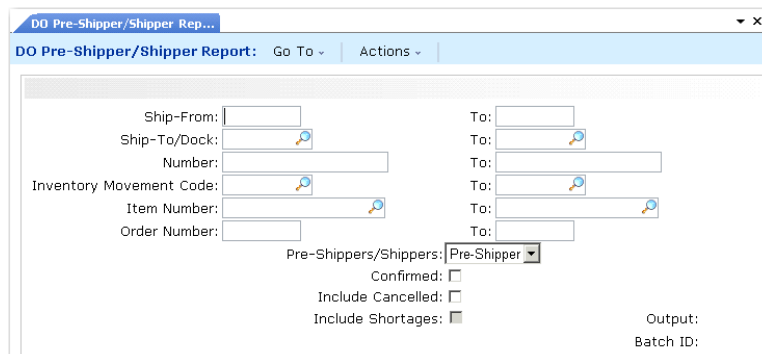 DO Pre-Shipper/Shipper Rep...
DO Pre-Shipper/Shipper Report: Go To Actions
Ship-From: To:
Ship-To/Dock: To:
Number: To:
Inventory Movement Code: To:
Item Number: To:
Order Number: To:
Pre-Shippers/Shippers: Pre-Shipper
Confirmed:
Include Cancelled:
Include Shortages: Output:
Batch ID: